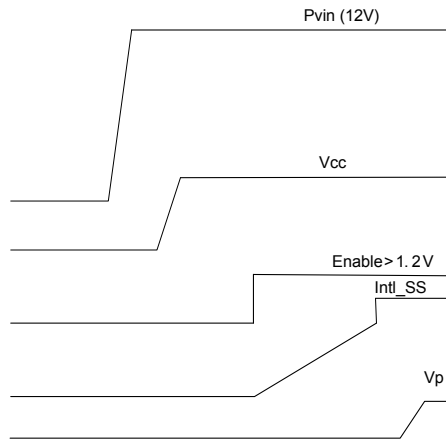 Pvin (12V)
Vcc
Enable>1.2V
Intl_SS
Vp